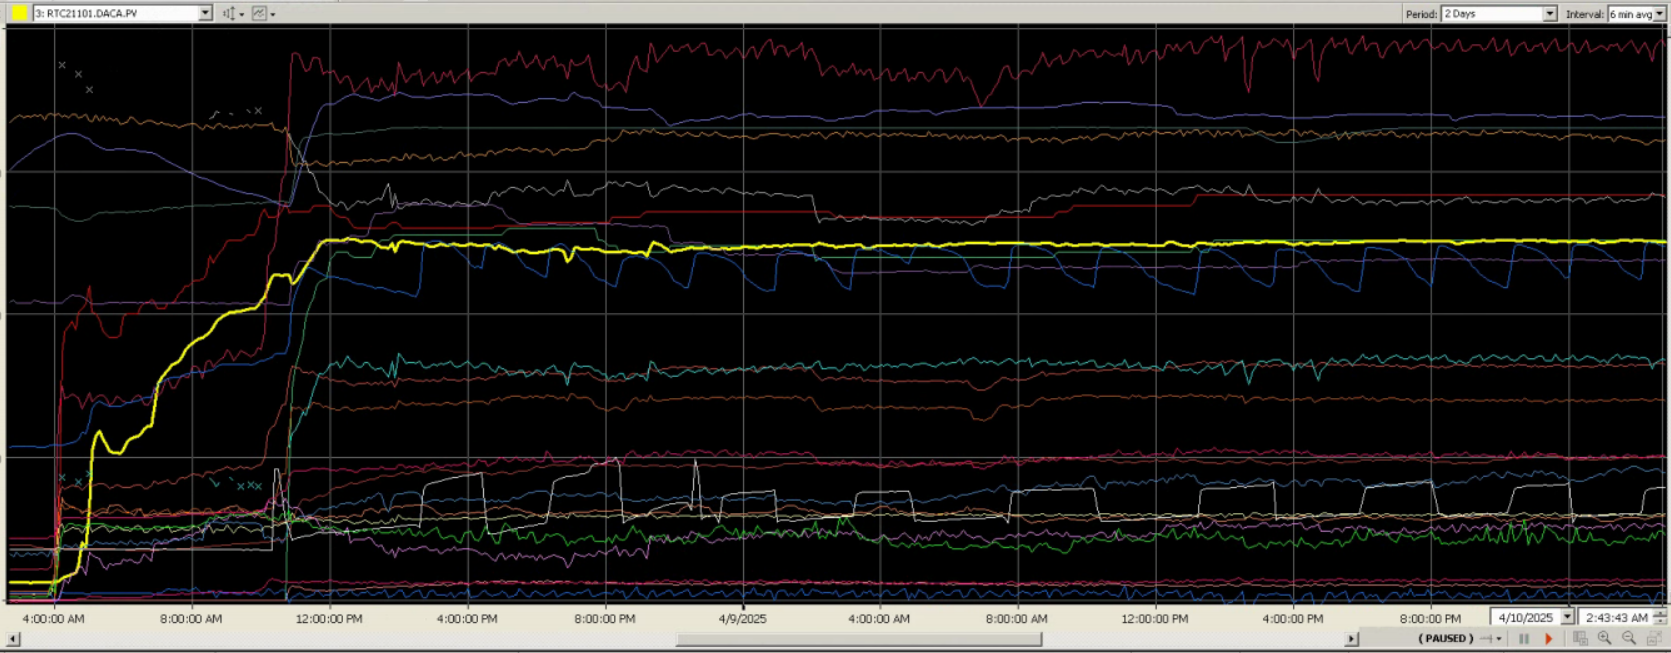 3: RTC21101.DACA.PV Period: 2 Days Interval: 6 min avg
4:00:00 AM 8:00:00 AM 12:00:00 PM 4:00:00 PM 8:00:00 PM 4/9/2025 4:00:00 AM 8:00:00 AM 12:00:00 PM 4:00:00 PM 8:00:00 PM 4/10/2025 2:43:43 AM
( PAUSED )